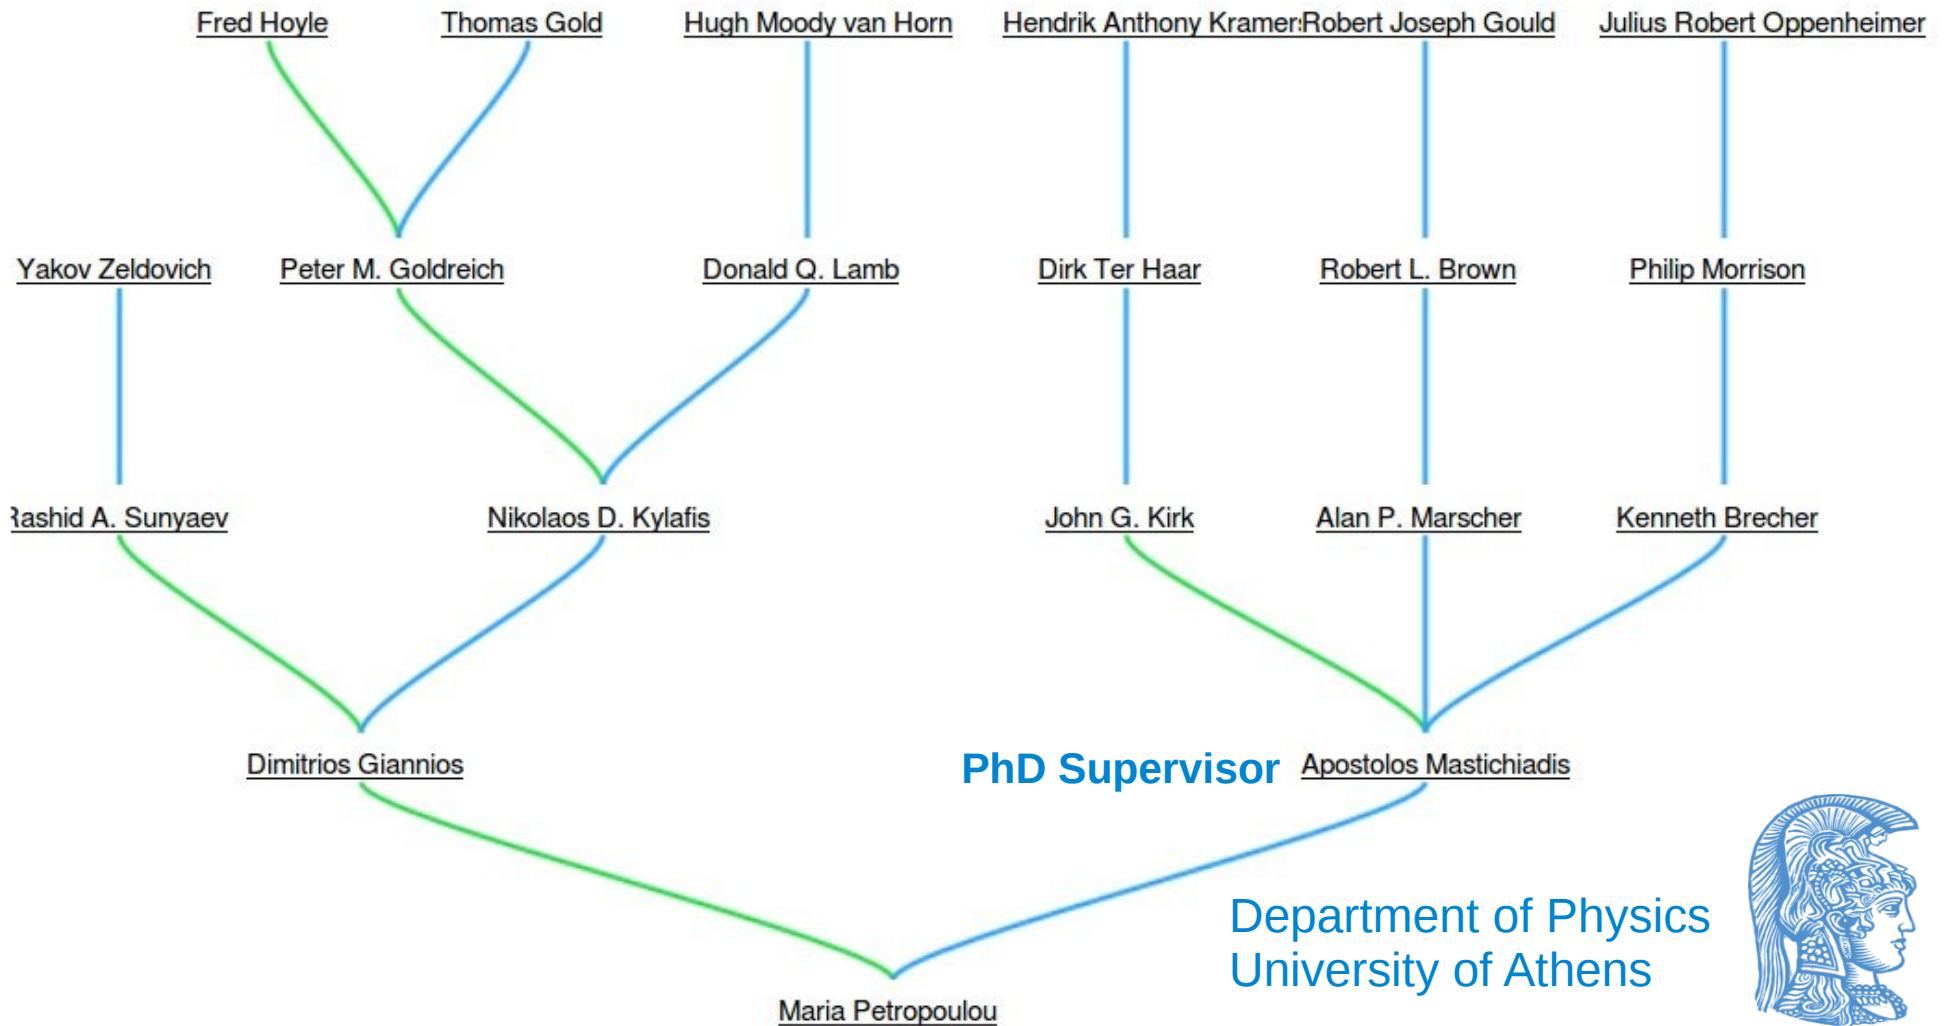 Fred Hoyle
Thomas Gold
Hugh Moody van Horn
Hendrik Anthony Kramers
Robert Joseph Gould
Julius Robert Oppenheimer
Yakov Zeldovich
Peter M. Goldreich
Donald Q. Lamb
Dirk Ter Haar
Robert L. Brown
Philip Morrison
Rashid A. Sunyaev
Nikolaos D. Kylafis
John G. Kirk
Alan P. Marscher
Kenneth Brecher
Dimitrios Giannios
PhD Supervisor
Apostolos Mastichiadis
Department of Physics
University of Athens
Maria Petropoulou